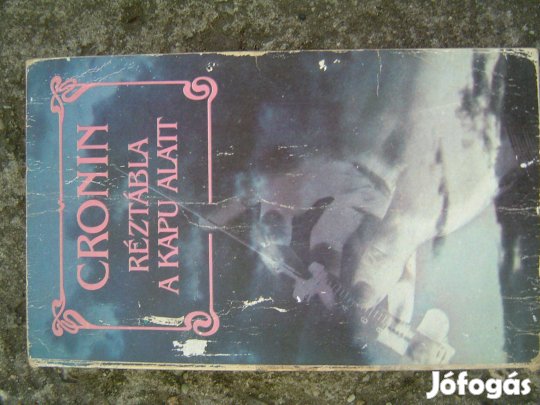 CRONIN
RÉZTÁBLA
A KAPU ALATT
Jófogás